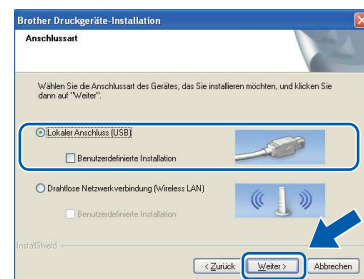 Brother Druckgeräte-Installation
Anschlussart
Wählen Sie die Anschlussart des Gerätes, das Sie installieren möchten, und klicken Sie
dann auf "Weiter".
Lokaler Anschluss (USB)
Benutzerdefinierte Installation
Drahtlose Netzwerkverbindung (Wireless LAN)
Benutzerdefinierte Installation
InstallShield
< Zurück Weiter > Abbrechen